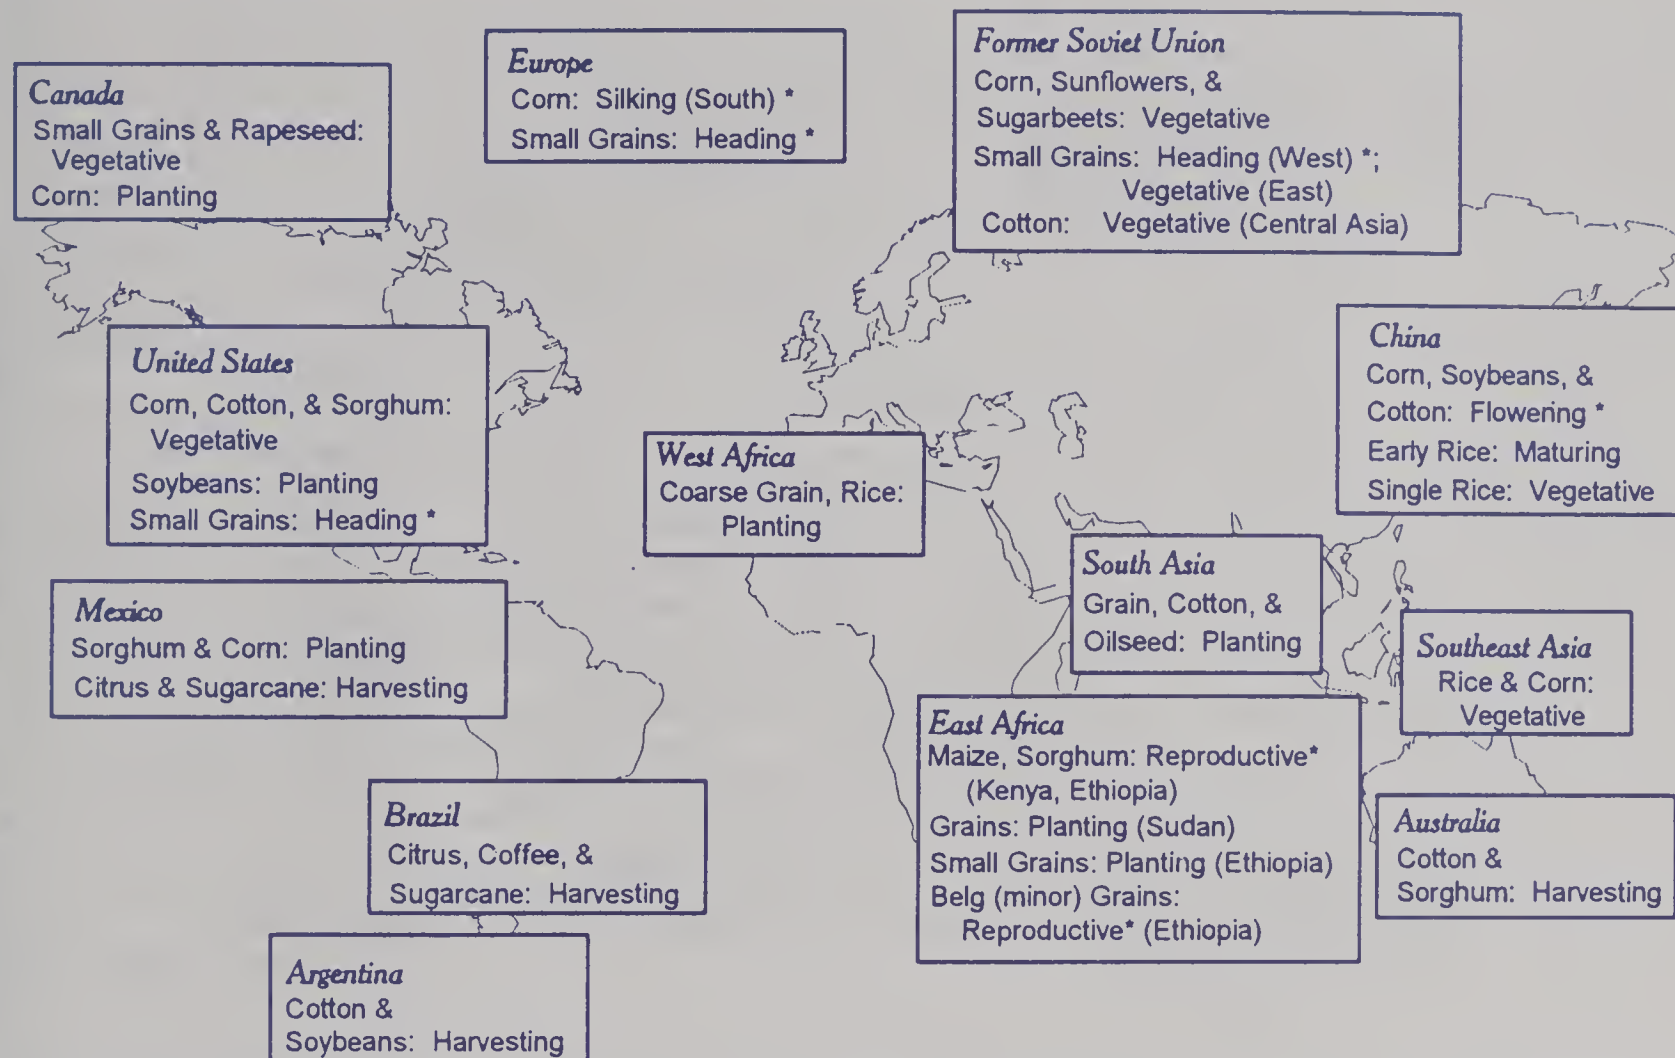 Canada
Small Grains & Rapeseed:
Vegetative
Corn: Planting
Europe
Corn: Silking (South) *
Small Grains: Heading *
Former Soviet Union
Corn, Sunflowers, &
Sugarbeets: Vegetative
Small Grains: Heading (West) *;
Vegetative (East)
Cotton: Vegetative (Central Asia)
United States
Corn, Cotton, & Sorghum:
Vegetative
Soybeans: Planting
Small Grains: Heading *
West Africa
Coarse Grain, Rice:
Planting
China
Corn, Soybeans, &
Cotton: Flowering *
Early Rice: Maturing
Single Rice: Vegetative
South Asia
Grain, Cotton, &
Oilseed: Planting
Mexico
Sorghum & Corn: Planting
Citrus & Sugarcane: Harvesting
Southeast Asia
Rice & Corn:
Vegetative
East Africa
Maize, Sorghum: Reproductive*
(Kenya, Ethiopia)
Grains: Planting (Sudan)
Small Grains: Planting (Ethiopia)
Belg (minor) Grains:
Reproductive* (Ethiopia)
Brazil
Citrus, Coffee, &
Sugarcane: Harvesting
Australia
Cotton &
Sorghum: Harvesting
Argentina
Cotton &
Soybeans: Harvesting